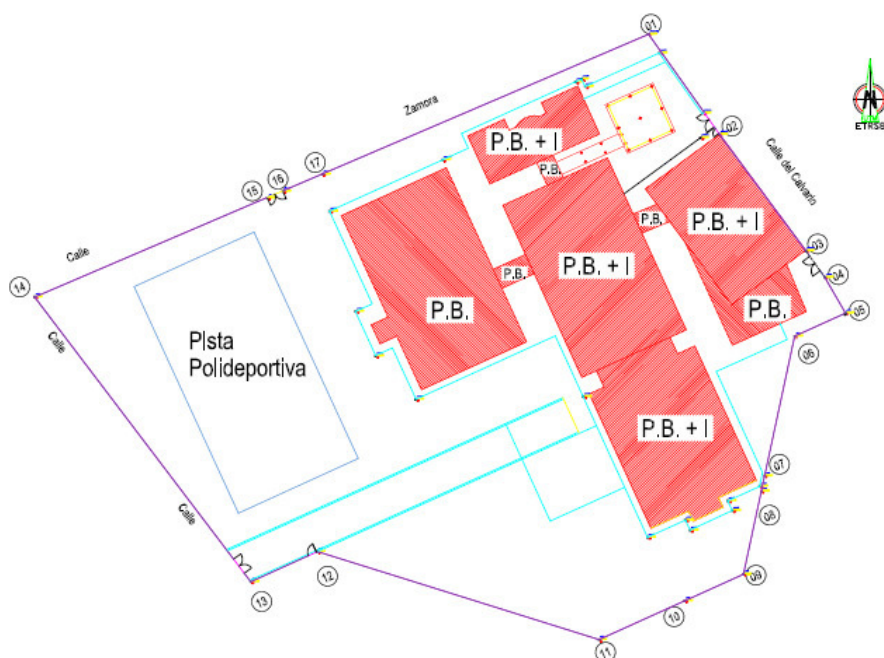 01
Zamora
N
ETRS8
02
P.B. + I
Calle del Calvario
17
16
15
P.B.
P.B.
P.B. + I
03
Calle
P.B. + I
04
14
P.B.
P.B.
P.B.
05
Calle
Pista
Polideportiva
06
P.B. + I
07
Calle
08
12
09
13
10
11